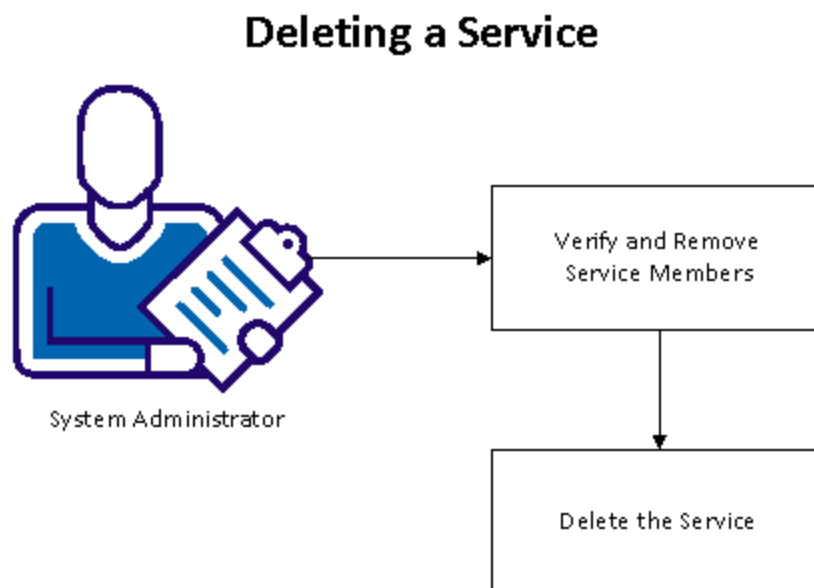 Deleting a Service
Verify and Remove
Service Members
System Administrator
Delete the Service